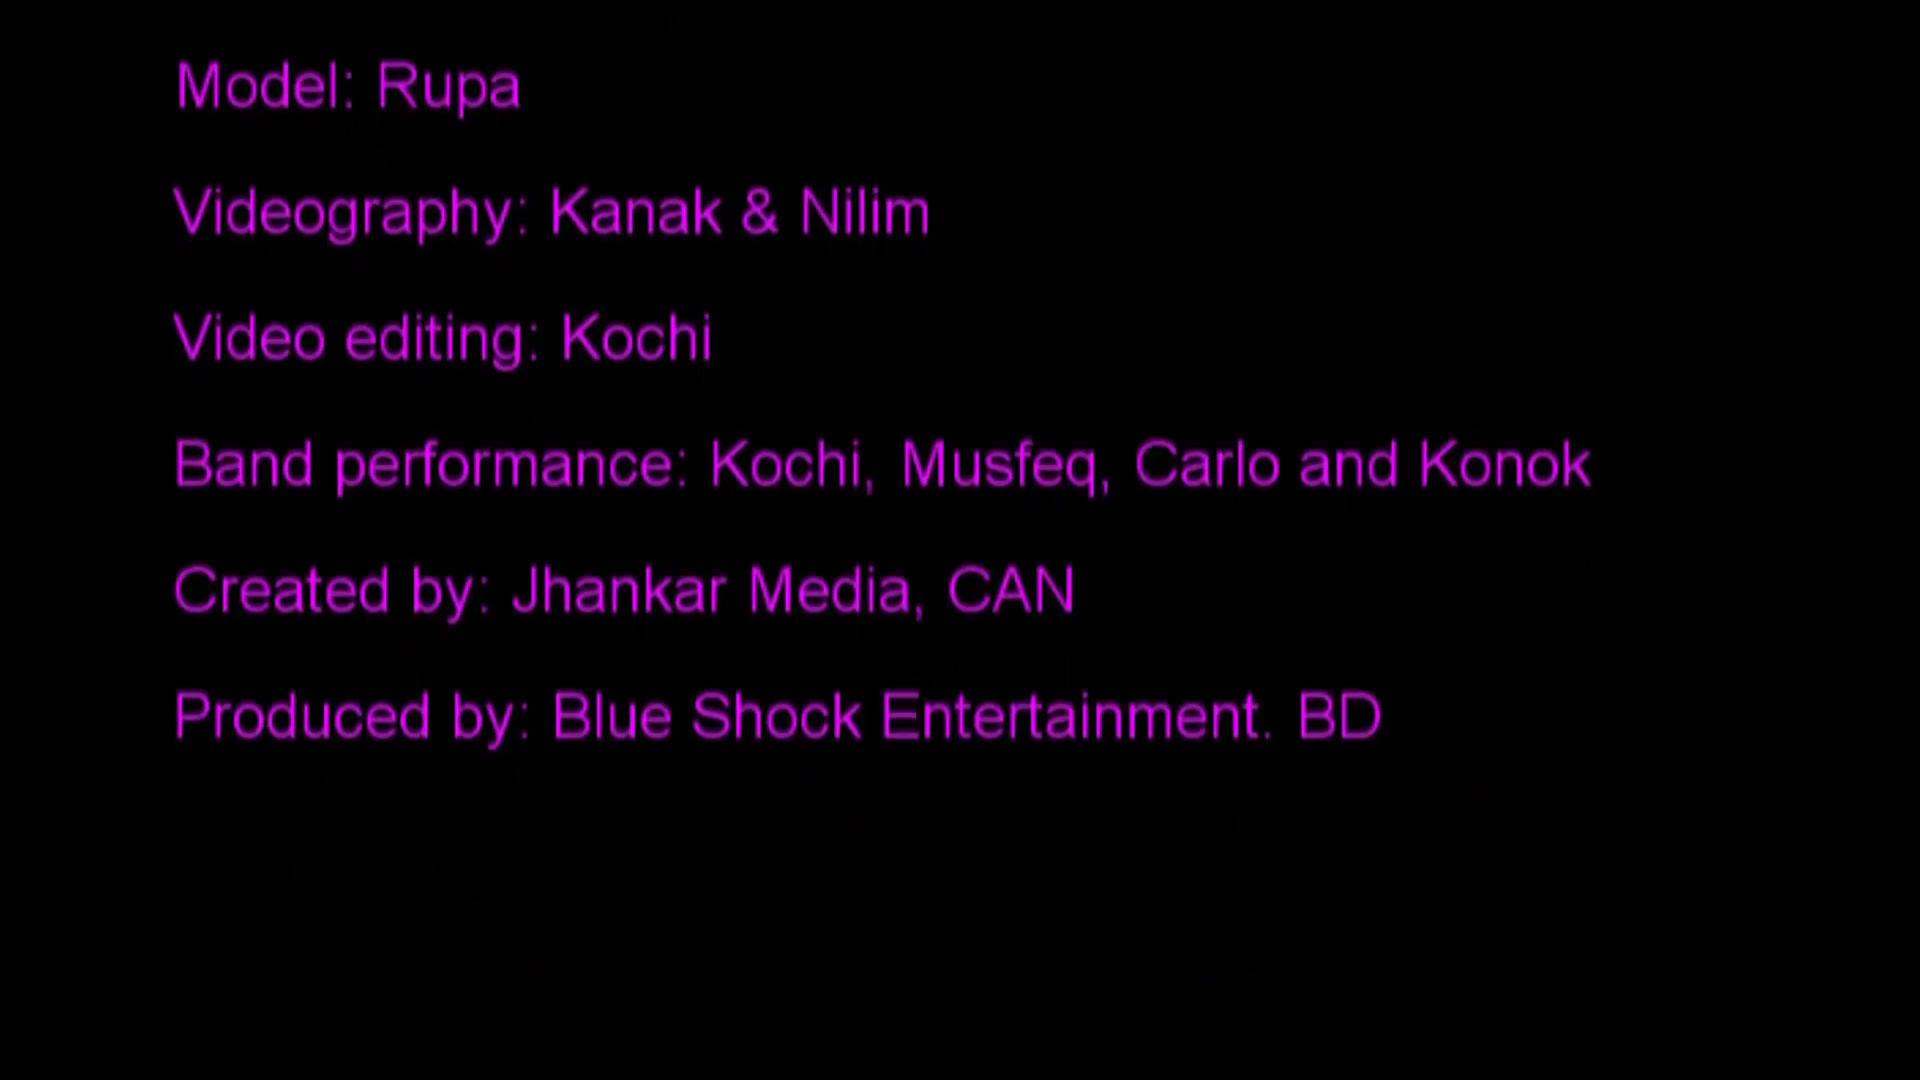 Model: Rupa
Videography: Kanak & Nilim
Video editing: Kochi
Band performance: Kochi, Musfeq, Carlo and Konok
Created by: Jhankar Media, CAN
Produced by: Blue Shock Entertainment. BD